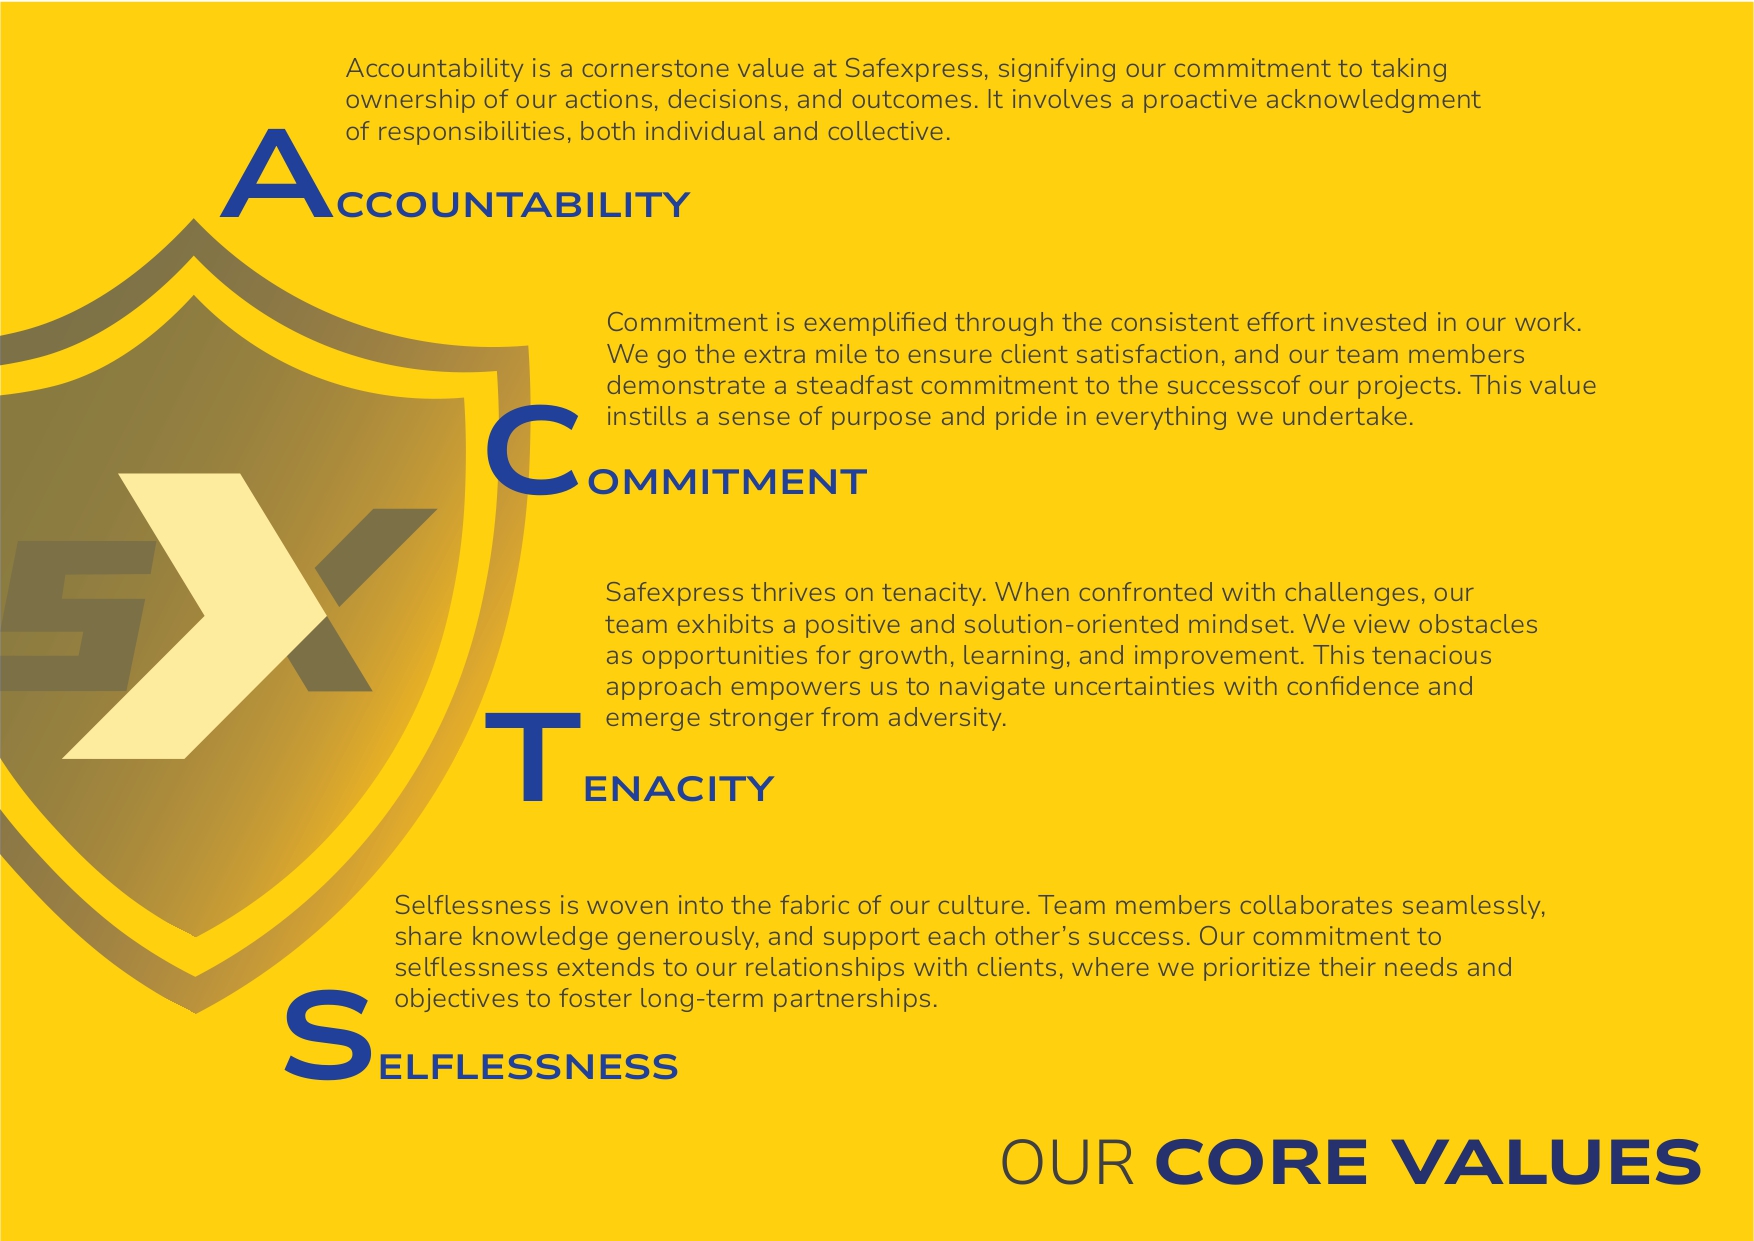 Accountability is a cornerstone value at Safexpress, signifying our commitment to taking
ownership of our actions, decisions, and outcomes. It involves a proactive acknowledgment
of responsibilities, both individual and collective.
ACCOUNTABILITY
Commitment is exemplified through the consistent effort invested in our work.
We go the extra mile to ensure client satisfaction, and our team members
demonstrate a steadfast commitment to the successcof our projects. This value
instills a sense of purpose and pride in everything we undertake.
COMMITMENT
SX
Safexpress thrives on tenacity. When confronted with challenges, our
team exhibits a positive and solution-oriented mindset. We view obstacles
as opportunities for growth, learning, and improvement. This tenacious
approach empowers us to navigate uncertainties with confidence and
emerge stronger from adversity.
TENACITY
Selflessness is woven into the fabric of our culture. Team members collaborates seamlessly,
share knowledge generously, and support each other’s success. Our commitment to
selflessness extends to our relationships with clients, where we prioritize their needs and
objectives to foster long-term partnerships.
SELFLESSNESS
OUR CORE VALUES